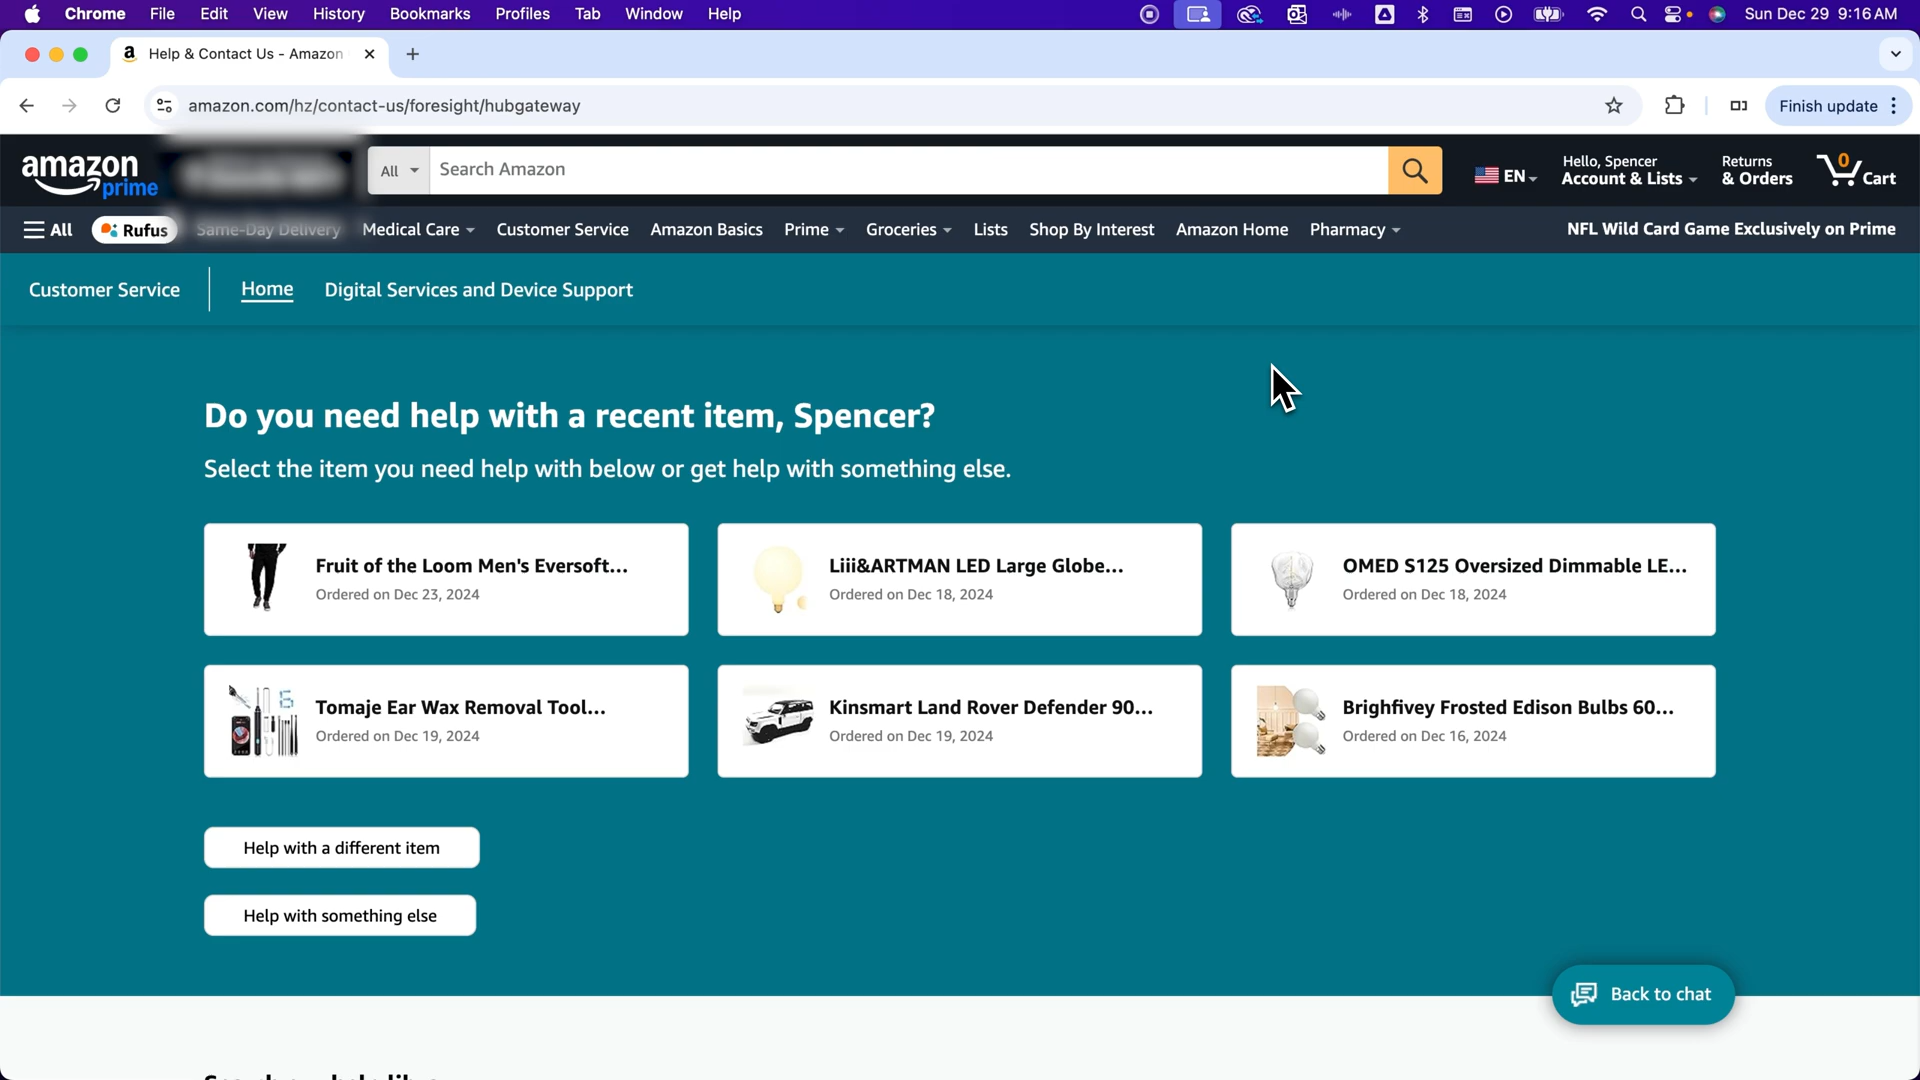 Chrome File Edit View History Bookmarks Profiles Tab Window Help Sun Dec 29 9:16 AM
Help & Contact Us - Amazon
amazon.com/hz/contact-us/foresight/hubgateway Finish update
amazon prime All Search Amazon EN Hello, Spencer Account & Lists Returns & Orders 0 Cart
All Rufus Same-Day Delivery Medical Care Customer Service Amazon Basics Prime Groceries Lists Shop By Interest Amazon Home Pharmacy NFL Wild Card Game Exclusively on Prime
Customer Service Home Digital Services and Device Support
Do you need help with a recent item, Spencer?
Select the item you need help with below or get help with something else.
Fruit of the Loom Men's Eversoft...
Ordered on Dec 23, 2024
Liii&ARTMAN LED Large Globe...
Ordered on Dec 18, 2024
OMED S125 Oversized Dimmable LE...
Ordered on Dec 18, 2024
Tomaje Ear Wax Removal Tool...
Ordered on Dec 19, 2024
Kinsmart Land Rover Defender 90...
Ordered on Dec 19, 2024
Brighfivey Frosted Edison Bulbs 60...
Ordered on Dec 16, 2024
Help with a different item
Help with something else
Back to chat